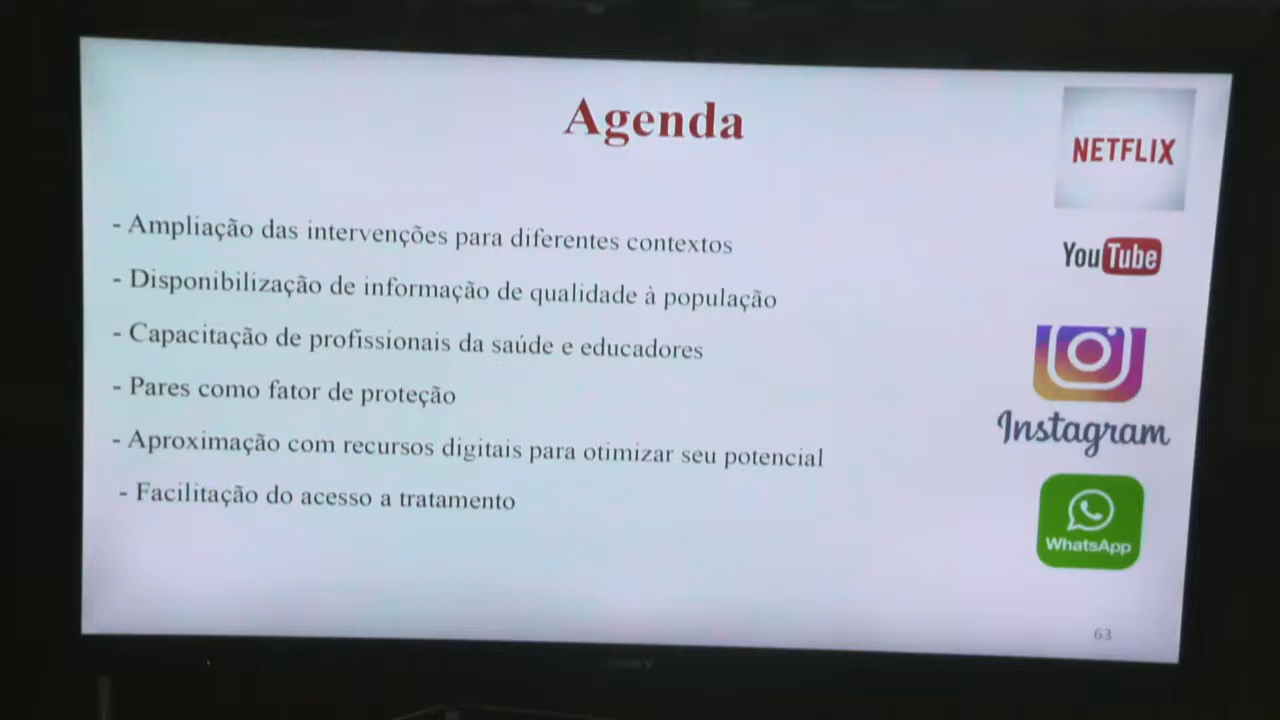 Agenda
- Ampliação das intervenções para diferentes contextos
- Disponibilização de informação de qualidade à população
- Capacitação de profissionais da saúde e educadores
- Pares como fator de proteção
- Aproximação com recursos digitais para otimizar seu potencial
- Facilitação do acesso a tratamento
NETFLIX
YouTube
Instagram
WhatsApp
63